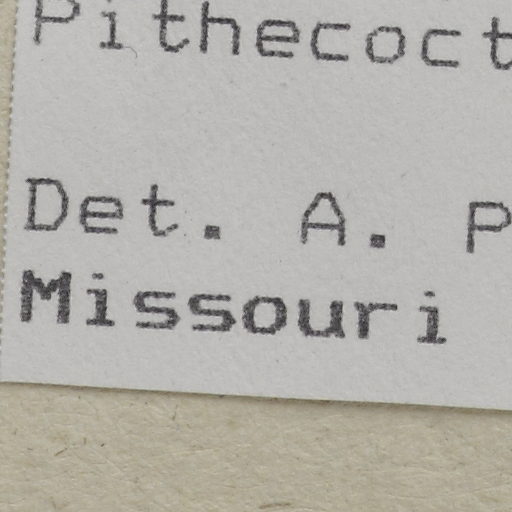 Pithecoct
Det. A. P
Missouri